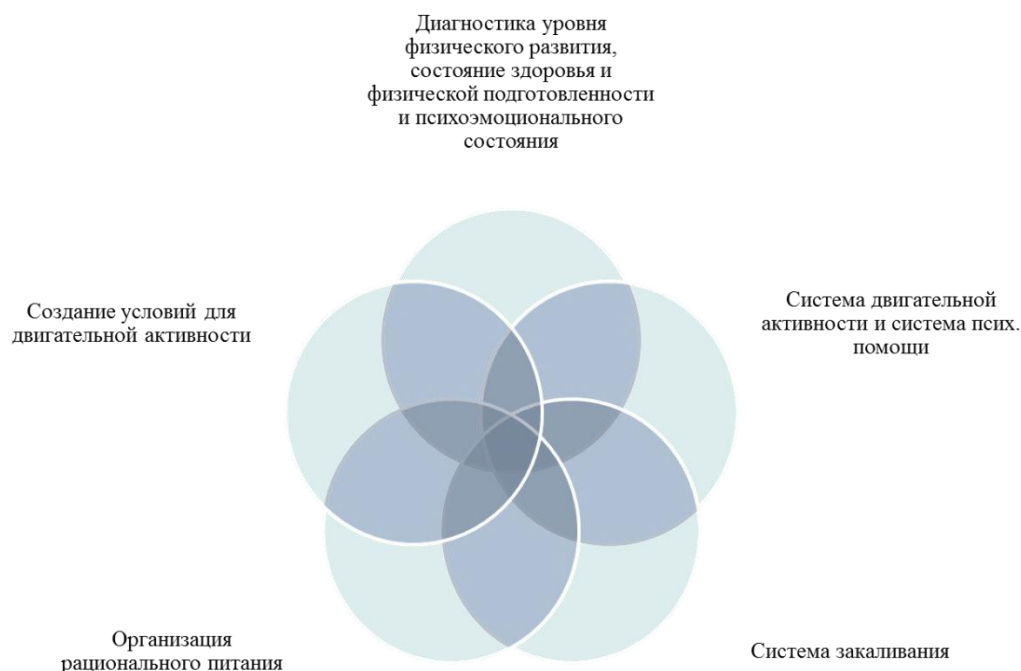 Диагностика уровня
физического развития,
состояние здоровья и
физической подготовленности
и психоэмоционального
состояния
Создание условий для
двигательной активности
Система двигательной
активности и система псих.
помощи
Организация
рационального питания
Система закаливания